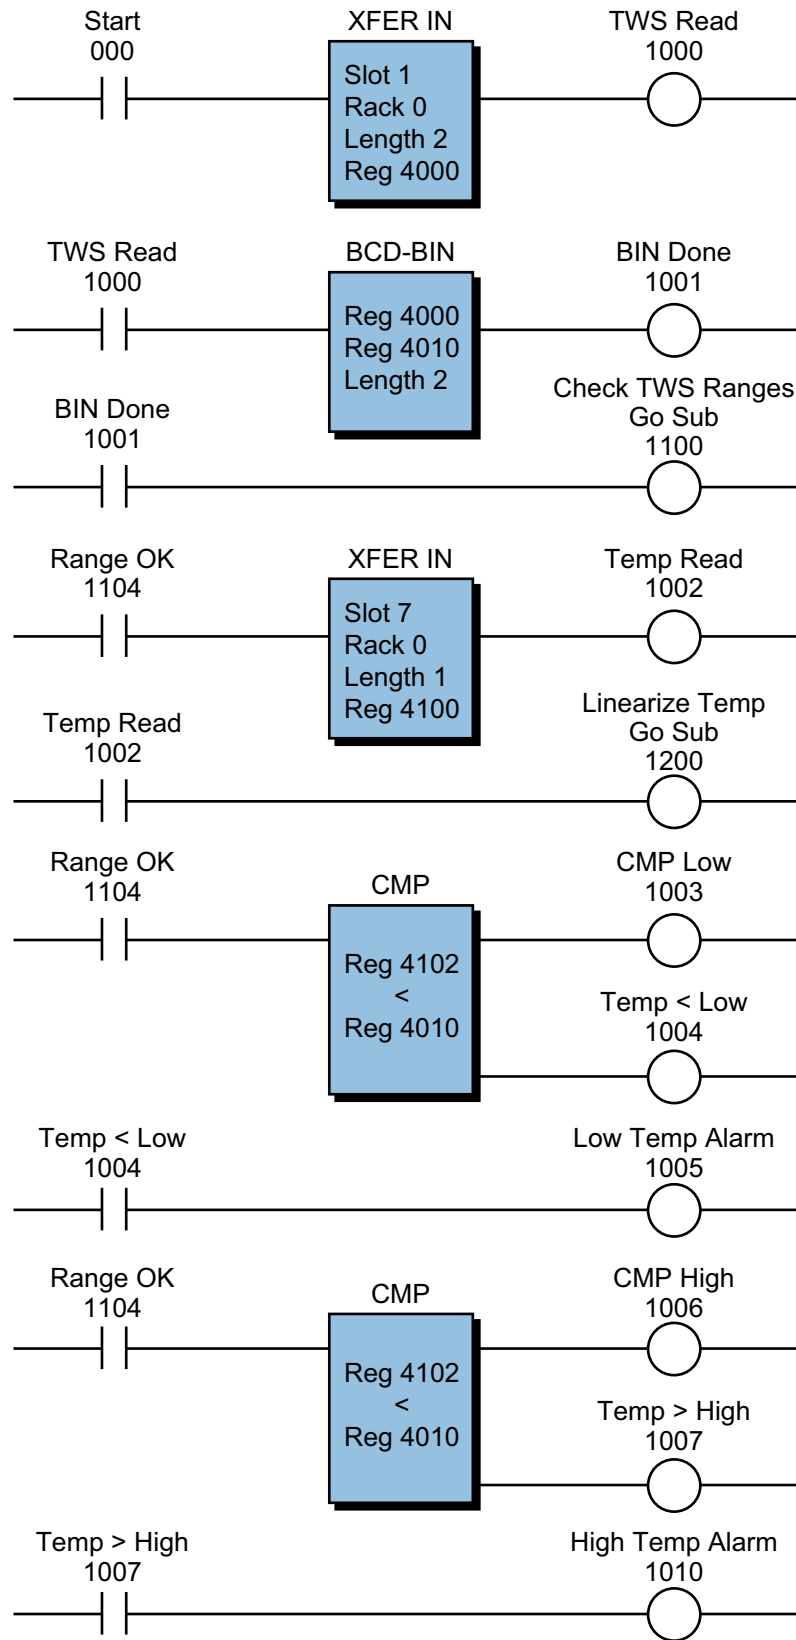 Start
000
XFER IN
Slot 1
Rack 0
Length 2
Reg 4000
TWS Read
1000
TWS Read
1000
BCD-BIN
Reg 4000
Reg 4010
Length 2
BIN Done
1001
BIN Done
1001
Check TWS Ranges
Go Sub
1100
Range OK
1104
XFER IN
Slot 7
Rack 0
Length 1
Reg 4100
Temp Read
1002
Temp Read
1002
Linearize Temp
Go Sub
1200
Range OK
1104
CMP
Reg 4102
<
Reg 4010
CMP Low
1003
Temp < Low
1004
Temp < Low
1004
Low Temp Alarm
1005
Range OK
1104
CMP
Reg 4102
<
Reg 4010
CMP High
1006
Temp > High
1007
Temp > High
1007
High Temp Alarm
1010